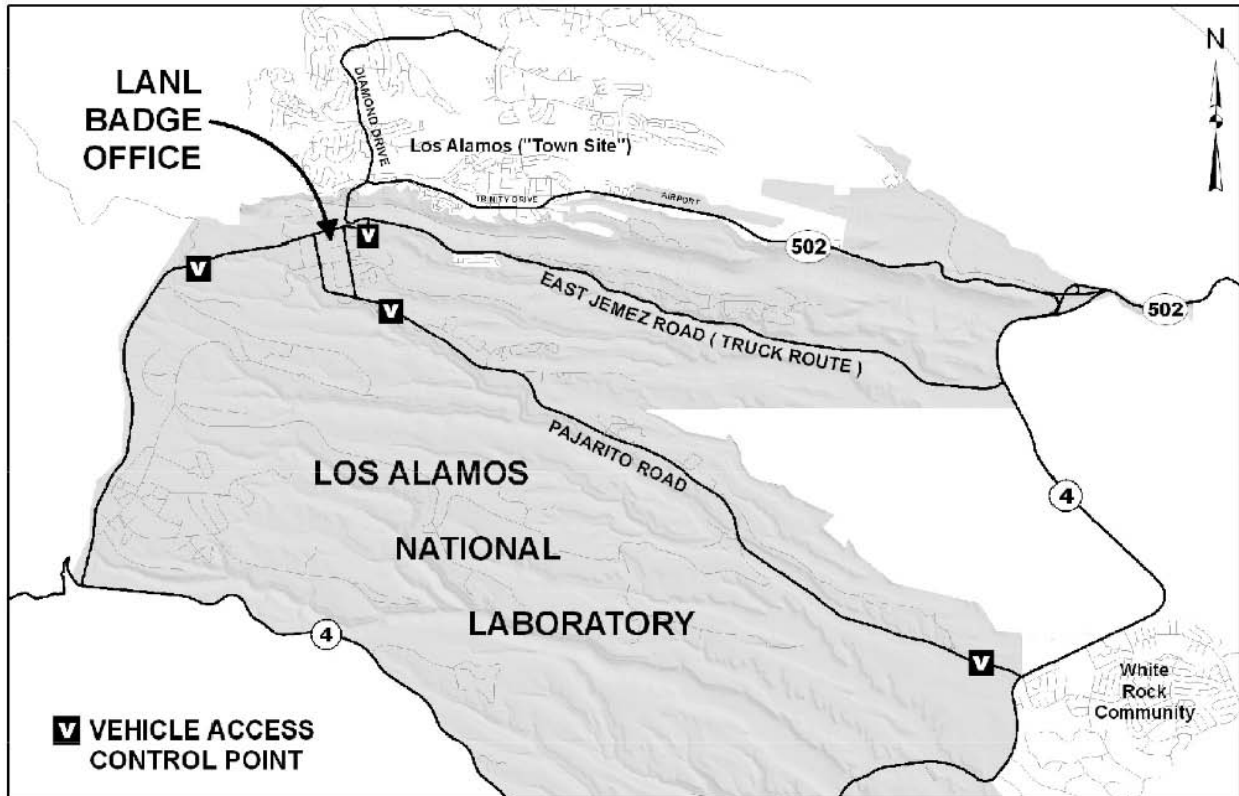 N
LANL
BADGE
OFFICE
DIAMOND DRIVE
Los Alamos ("Town Site")
TRINITY DRIVE
AIRPORT
502
502
V
V
V
EAST JEMEZ ROAD ( TRUCK ROUTE )
PAJARITO ROAD
LOS ALAMOS
NATIONAL
LABORATORY
4
4
V
White
Rock
Community
V VEHICLE ACCESS
CONTROL POINT